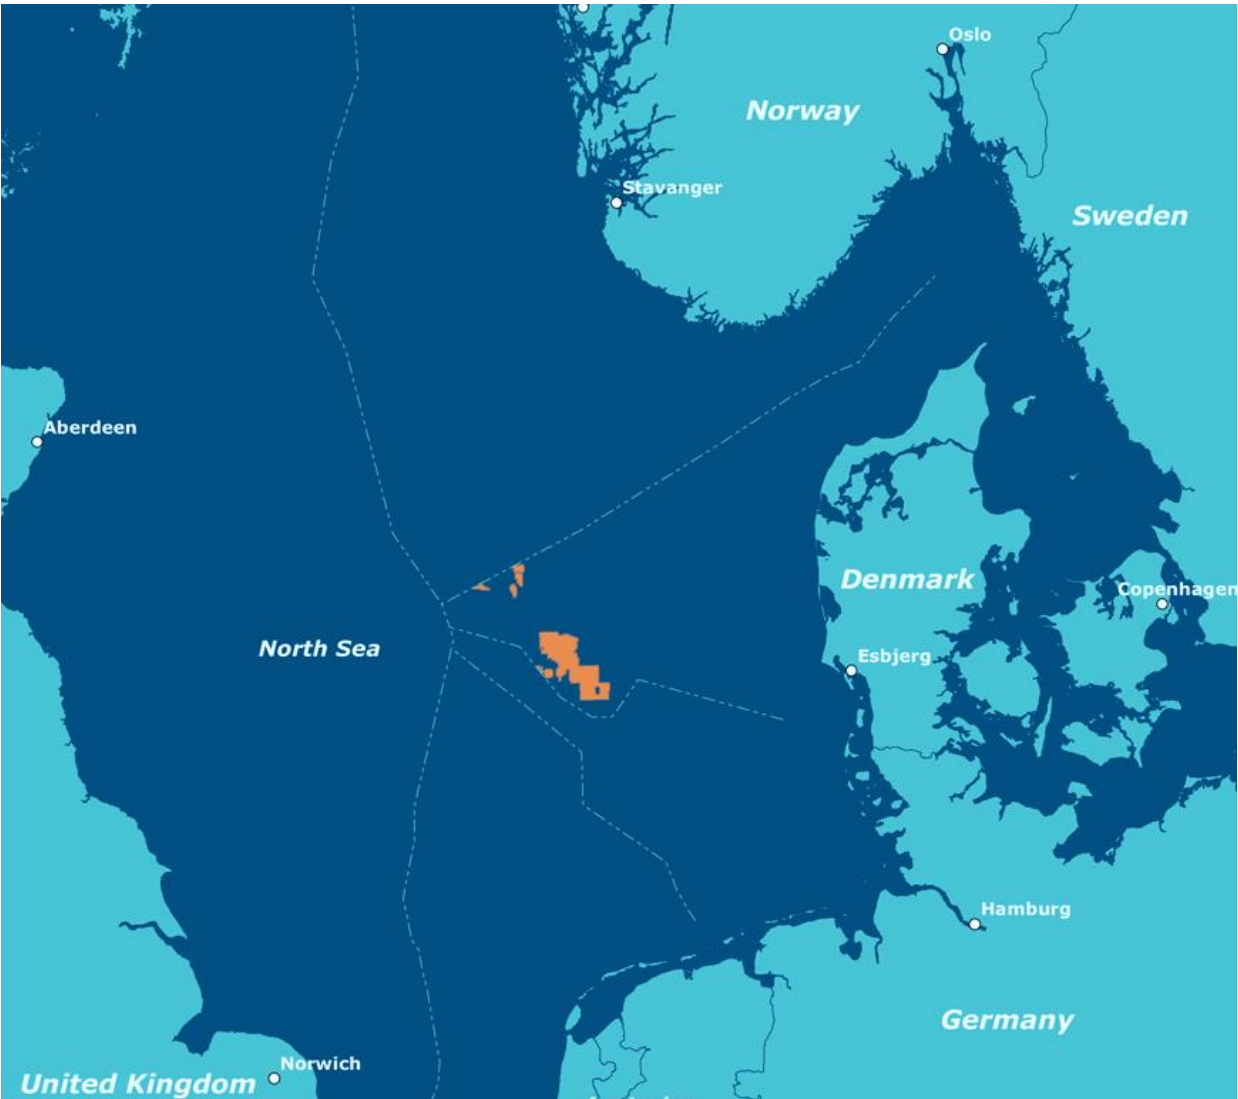 Oslo
Norway
Stavanger
Sweden
Aberdeen
Denmark
Copenhagen
North Sea
Esbjerg
Hamburg
Germany
Norwich
United Kingdom